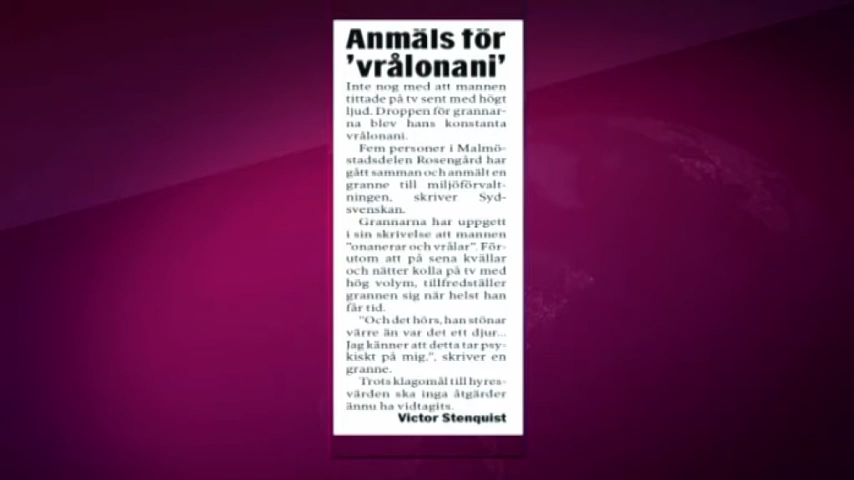 Anmäls för
'vrålonani'
Inte nog med att mannen
tittade på tv sent med högt
ljud. Droppen för grannar-
na blev hans konstanta
vrålonani.
Fem personer i Malmö-
stadsdelen Rosengård har
gått samman och anmält en
granne till miljöförvalt-
ningen, skriver Syd-
svenskan.
Grannarna har uppgett
i sin skrivelse att mannen
"onanerar och vrålar". För-
utom att på sena kvällar
och nätter kolla på tv med
hög volym, tillfredställer
grannen sig när helst han
får tid.
"Och det hörs, han stönar
värre än var det ett djur...
Jag känner att detta tar psy-
kiskt på mig.", skriver en
granne.
Trots klagomål till hyres-
värden ska inga åtgärder
ännu ha vidtagits.
Victor Stenquist